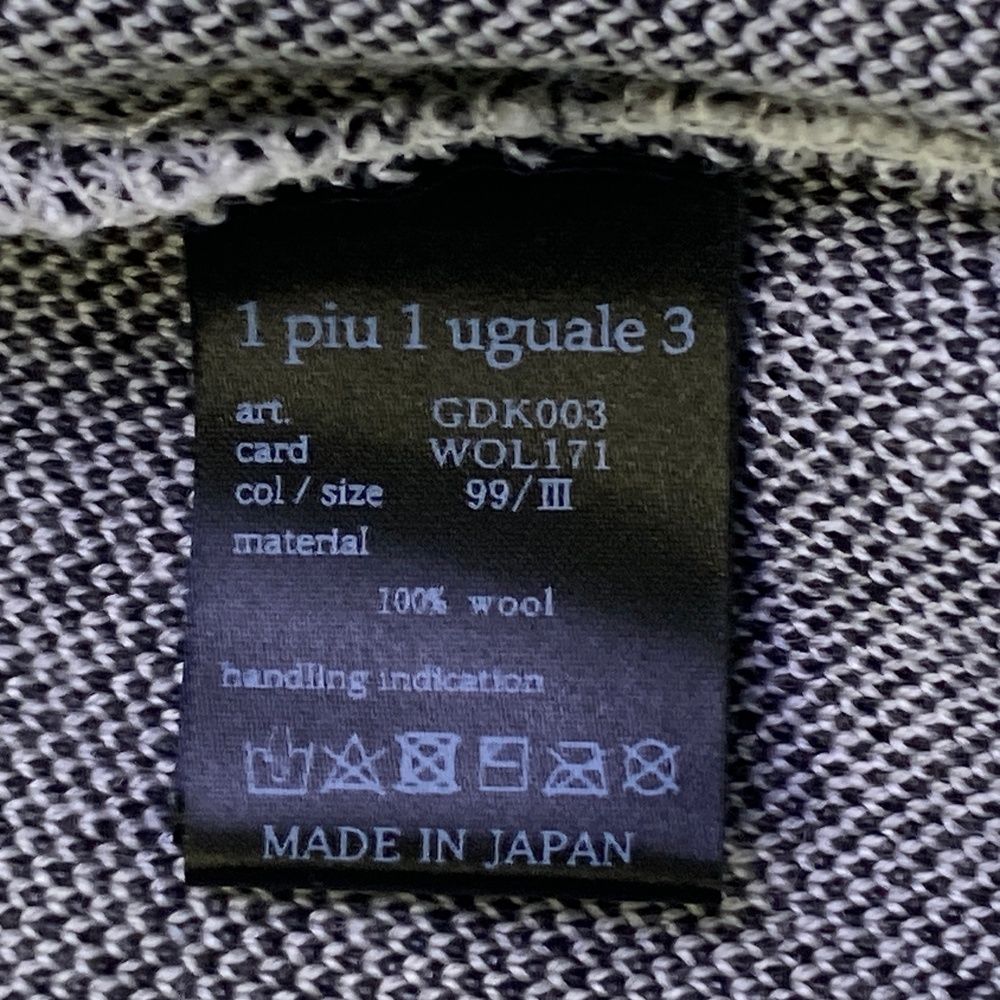 1 piu 1 uguale 3
art. GDK003
card WOL171
col / size 99/Ⅲ
material
100% wool
handling indication
MADE IN JAPAN